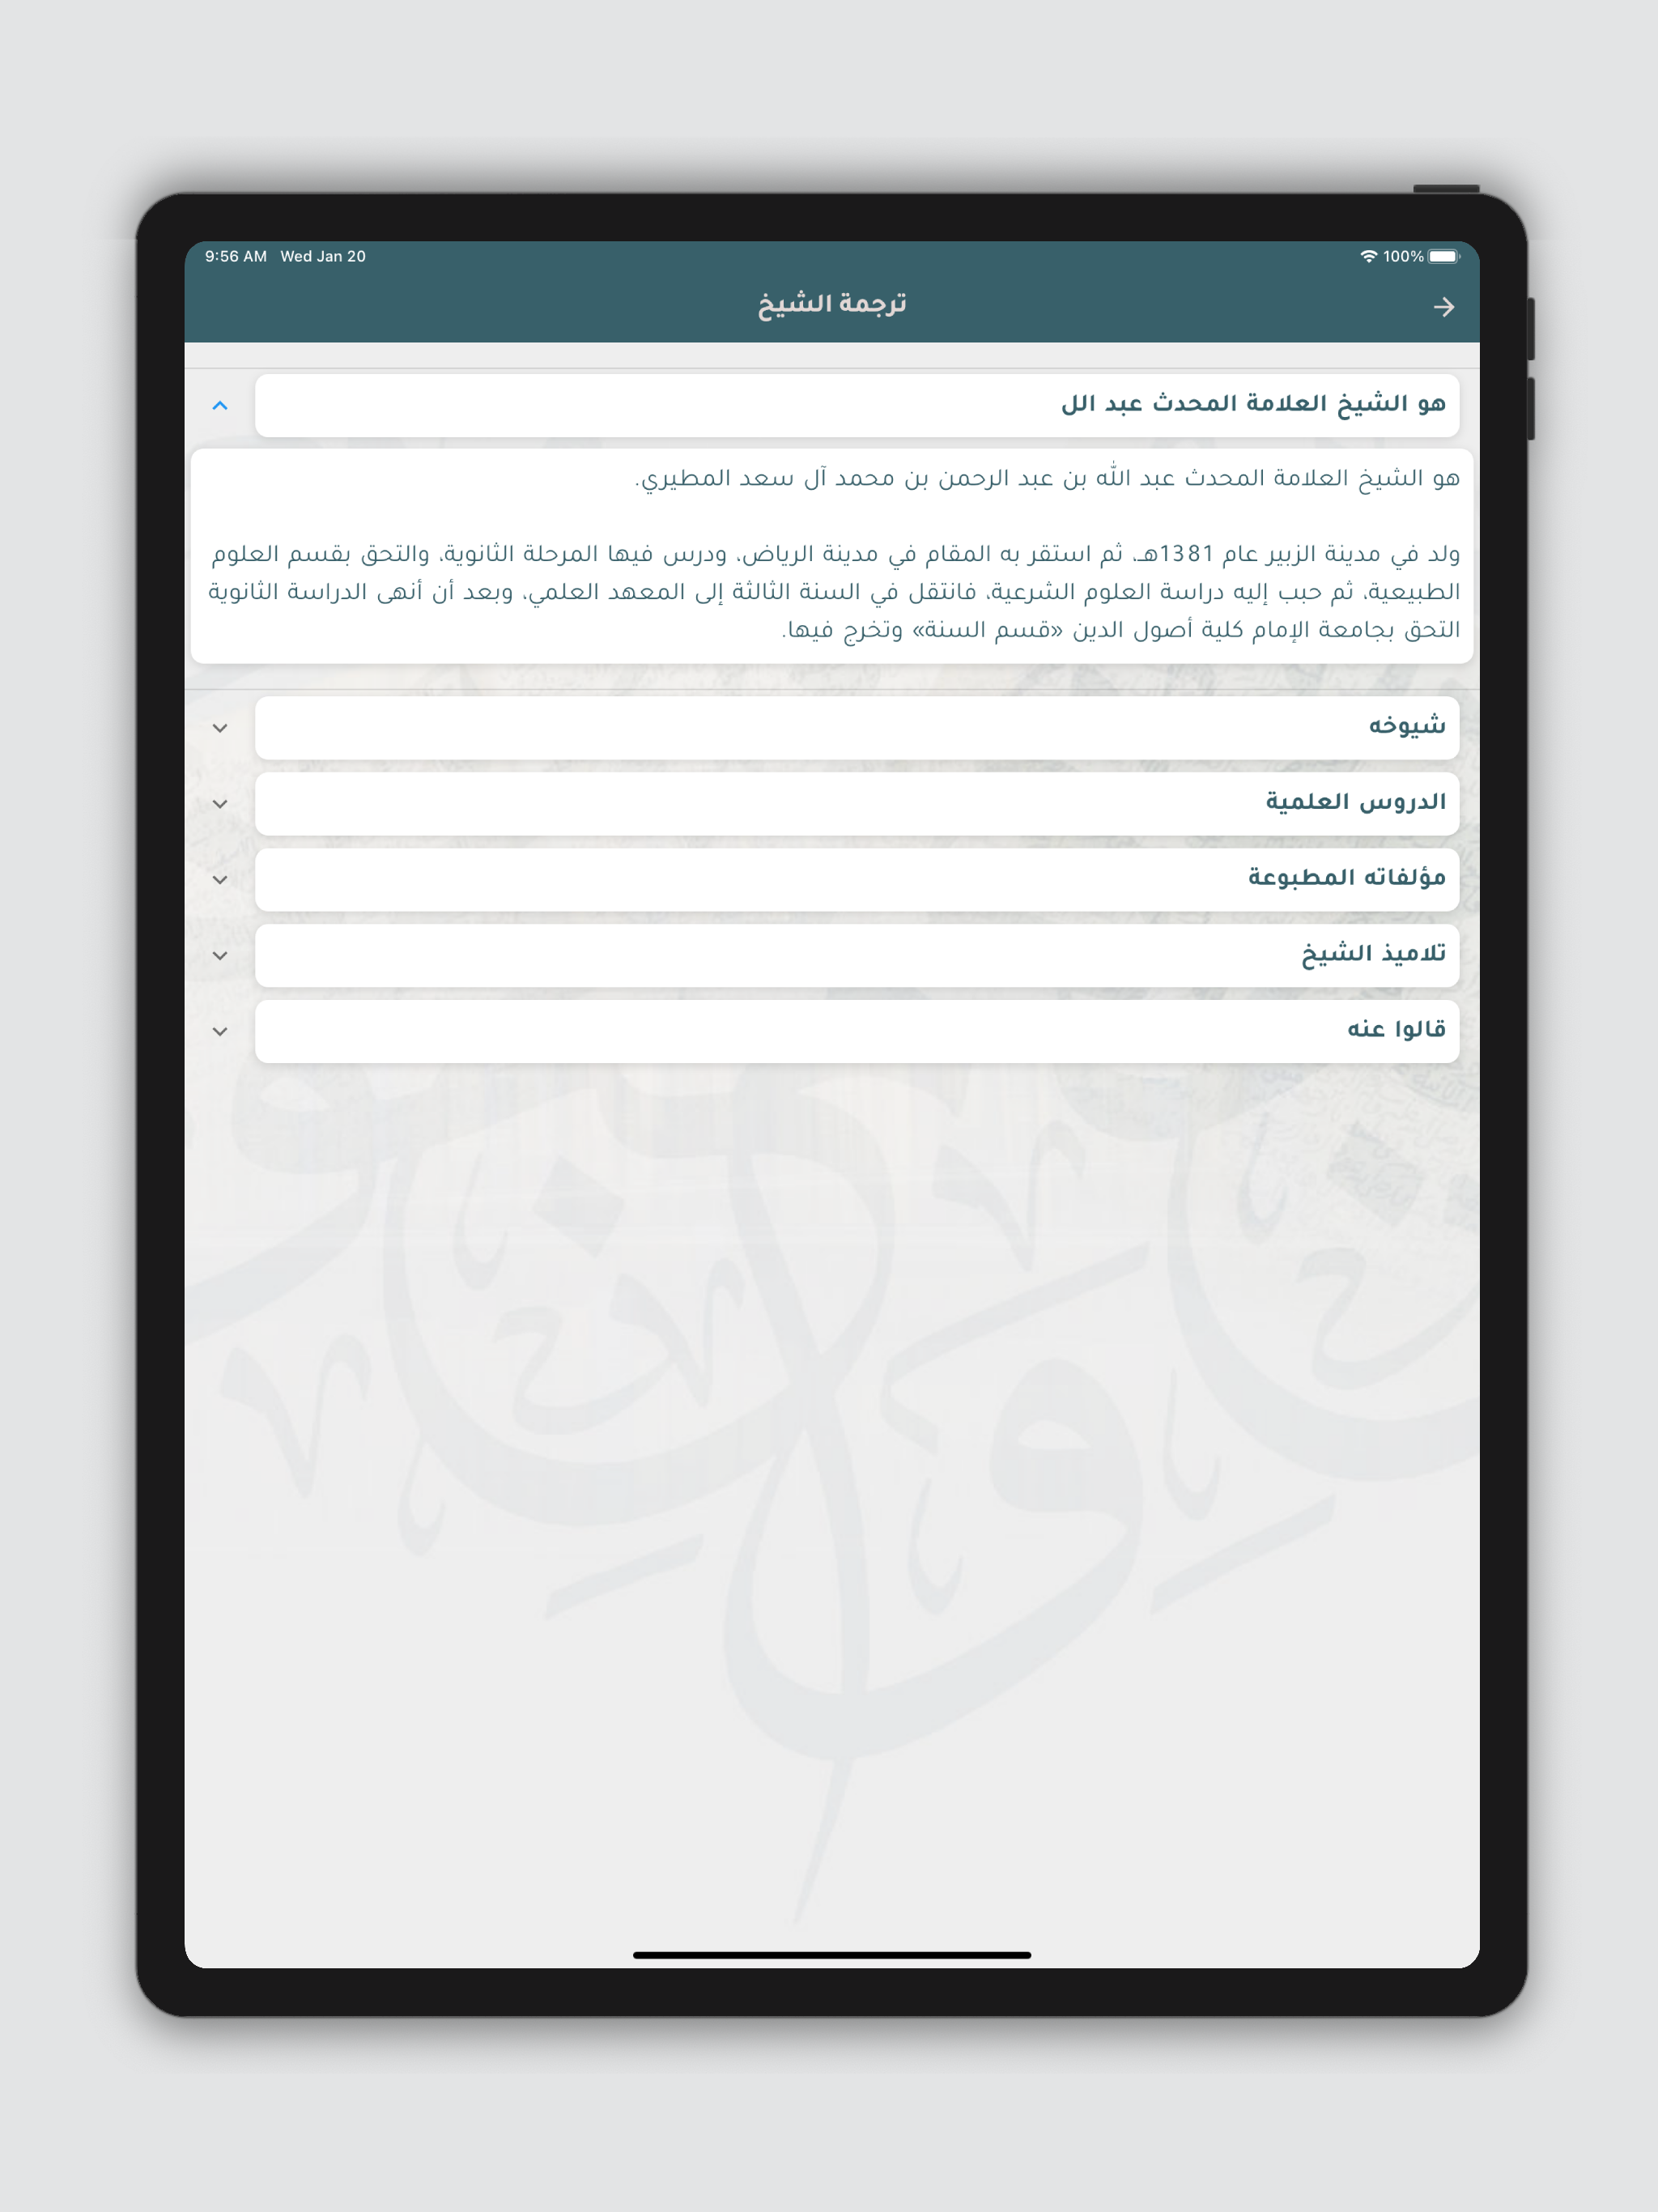 9:56 AM Wed Jan 20
100%
ترجمة الشيخ
هو الشيخ العلامة المحدث عبد الل
هو الشيخ العلامة المحدث عبد الله بن عبد الرحمن بن محمد آل سعد المطيري.
ولد في مدينة الزبير عام 1381هـ، ثم استقر به المقام في مدينة الرياض، ودرس فيها المرحلة الثانوية، والتحق بقسم العلوم
الطبيعية، ثم حبب إليه دراسة العلوم الشرعية، فانتقل في السنة الثالثة إلى المعهد العلمي، وبعد أن أنهى الدراسة الثانوية
التحق بجامعة الإمام كلية أصول الدين «قسم السنة» وتخرج فيها.
شيوخه
الدروس العلمية
مؤلفاته المطبوعة
تلاميذ الشيخ
قالوا عنه